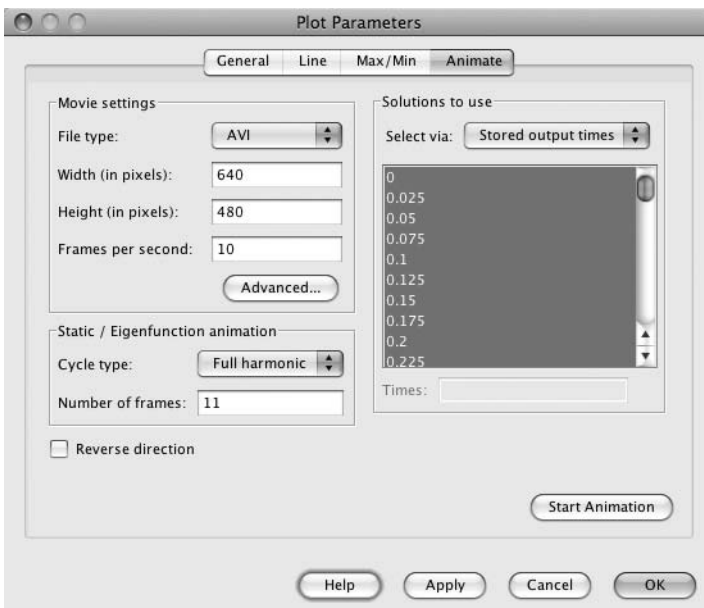 Plot Parameters
General Line Max/Min Animate
Movie settings
File type: AVI
Width (in pixels): 640
Height (in pixels): 480
Frames per second: 10
Advanced...
Static / Eigenfunction animation
Cycle type: Full harmonic
Number of frames: 11
Reverse direction
Solutions to use
Select via: Stored output times
0
0.025
0.05
0.075
0.1
0.125
0.15
0.175
0.2
0.225
Times:
Start Animation
Help Apply Cancel OK